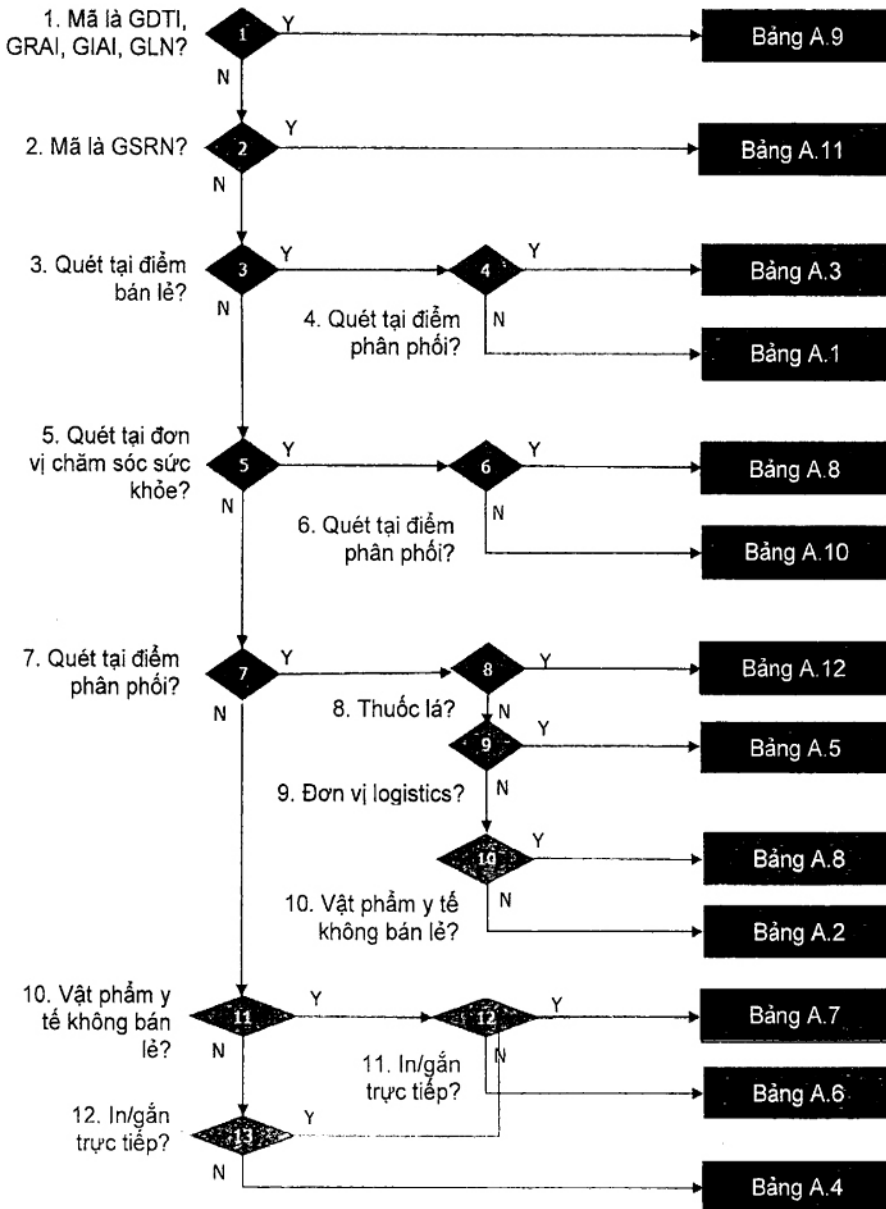 1. Mã là GDTI,
GRAI, GIAI, GLN?
1
Y
N
Bảng A.9
2. Mã là GSRN?
2
Y
N
Bảng A.11
3. Quét tại điểm
bán lẻ?
3
Y
N
4
Y
N
Bảng A.3
4. Quét tại điểm
phân phối?
Bảng A.1
5. Quét tại đơn
vị chăm sóc sức
khỏe?
5
Y
N
6
Y
N
Bảng A.8
6. Quét tại điểm
phân phối?
Bảng A.10
7. Quét tại điểm
phân phối?
7
Y
N
8
Y
N
Bảng A.12
8. Thuốc lá?
9
Y
N
Bảng A.5
9. Đơn vị logistics?
10
Y
N
Bảng A.8
10. Vật phẩm y tế
không bán lẻ?
Bảng A.2
10. Vật phẩm y
tế không bán
lẻ?
11
Y
N
12
Y
N
Bảng A.7
11. In/gắn
trực tiếp?
Bảng A.6
12. In/gắn
trực tiếp?
13
Y
N
Bảng A.4